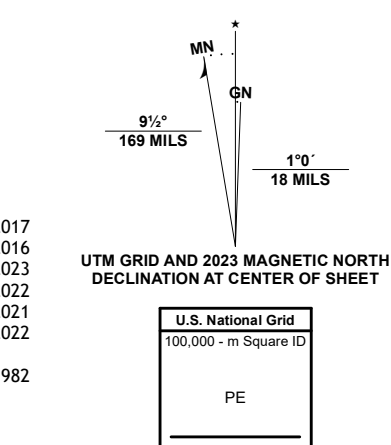 ★
MN
GN
9½°
169 MILS
1°0´
18 MILS
UTM GRID AND 2023 MAGNETIC NORTH
DECLINATION AT CENTER OF SHEET
017
016
023
022
021
022
982
U.S. National Grid
100,000 - m Square ID
PE